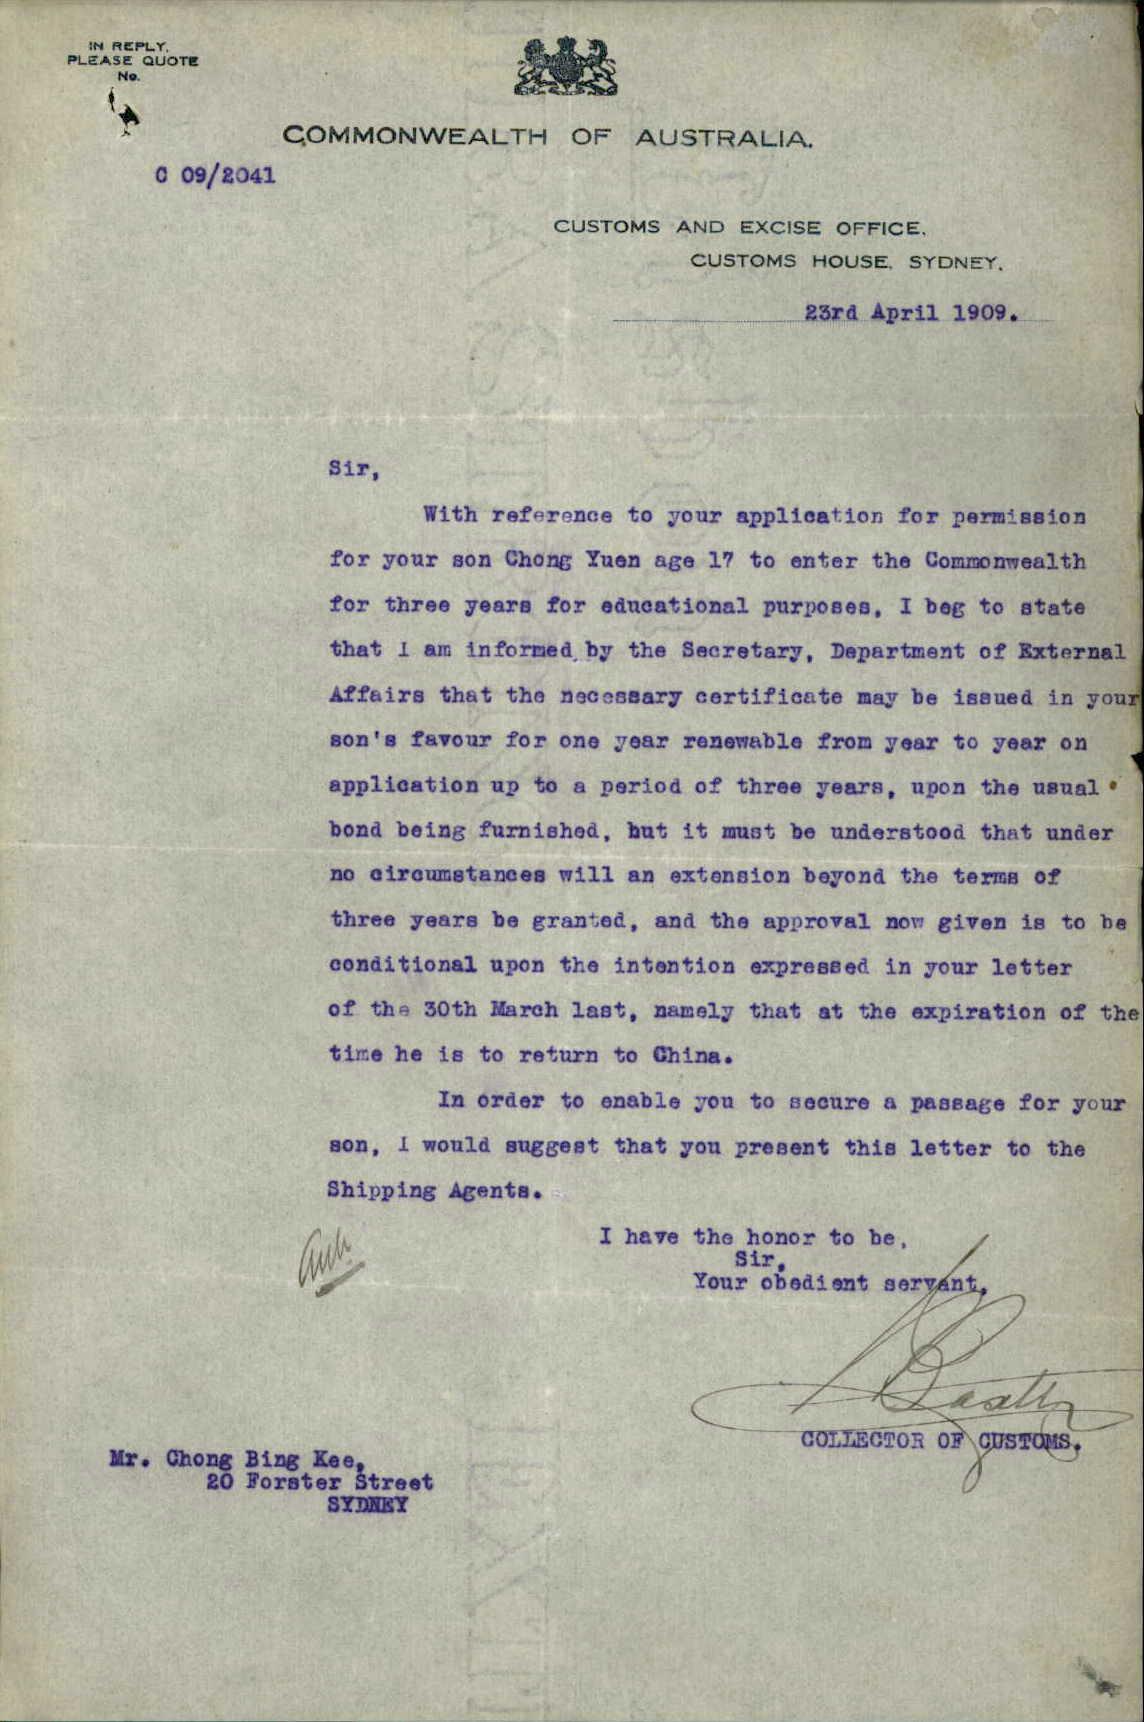 IN REPLY,
PLEASE QUOTE
No.
COMMONWEALTH OF AUSTRALIA.
C 09/2041
CUSTOMS AND EXCISE OFFICE,
CUSTOMS HOUSE, SYDNEY,
23rd April 1909.
Sir,
With reference to your application for permission
for your son Chong Yuen age 17 to enter the Commonwealth
for three years for educational purposes, I beg to state
that I am informed by the Secretary, Department of External
Affairs that the necessary certificate may be issued in your
son's favour for one year renewable from year to year on
application up to a period of three years, upon the usual
bond being furnished, but it must be understood that under
no circumstances will an extension beyond the terms of
three years be granted, and the approval now given is to be
conditional upon the intention expressed in your letter
of the 30th March last, namely that at the expiration of the
time he is to return to China.
In order to enable you to secure a passage for your
son, I would suggest that you present this letter to the
Shipping Agents.
I have the honor to be,
Sir,
Your obedient servant,
COLLECTOR OF CUSTOMS.
Mr. Chong Bing Kee,
20 Forster Street
SYDNEY